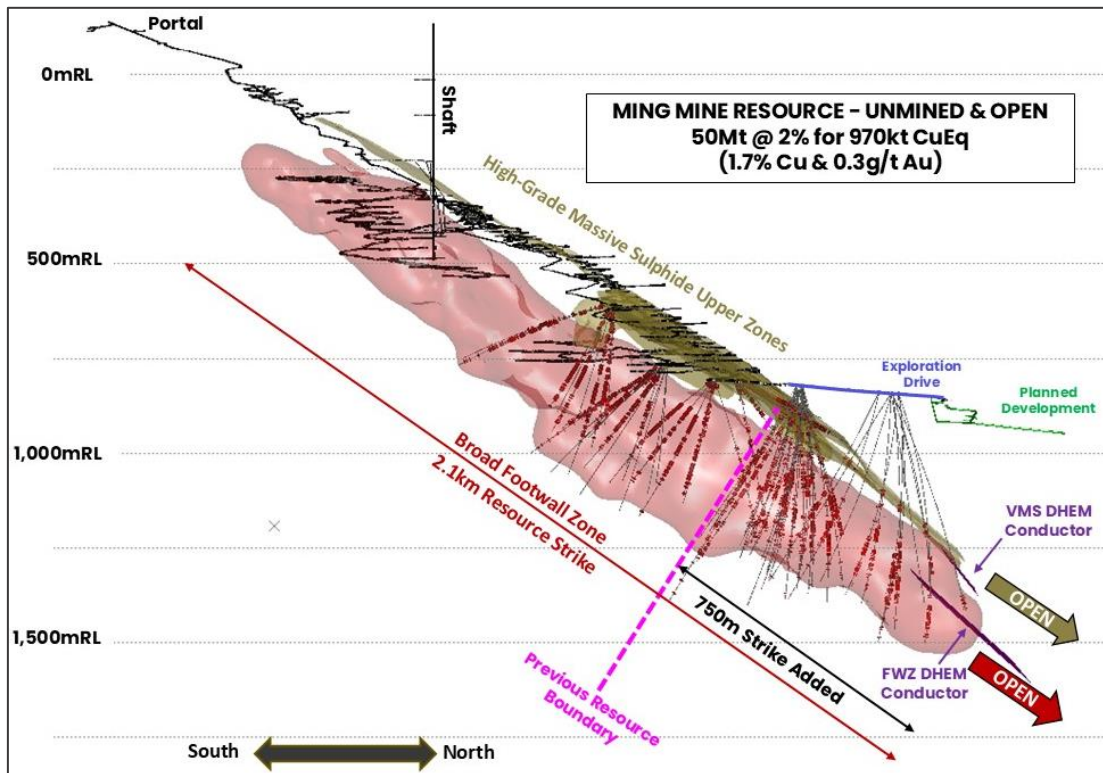 Portal
0mRL
Shaft
MING MINE RESOURCE – UNMINED & OPEN
50Mt @ 2% for 970kt CuEq
(1.7% Cu & 0.3g/t Au)
High-Grade Massive Sulphide Upper Zones
500mRL
Exploration
Drive
Planned
Development
1,000mRL
Broad Footwall Zone
2.1km Resource Strike
VMS DHEM
Conductor
OPEN
750m Strike Added
1,500mRL
FWZ DHEM
Conductor
OPEN
Previous Resource
Boundary
South
North